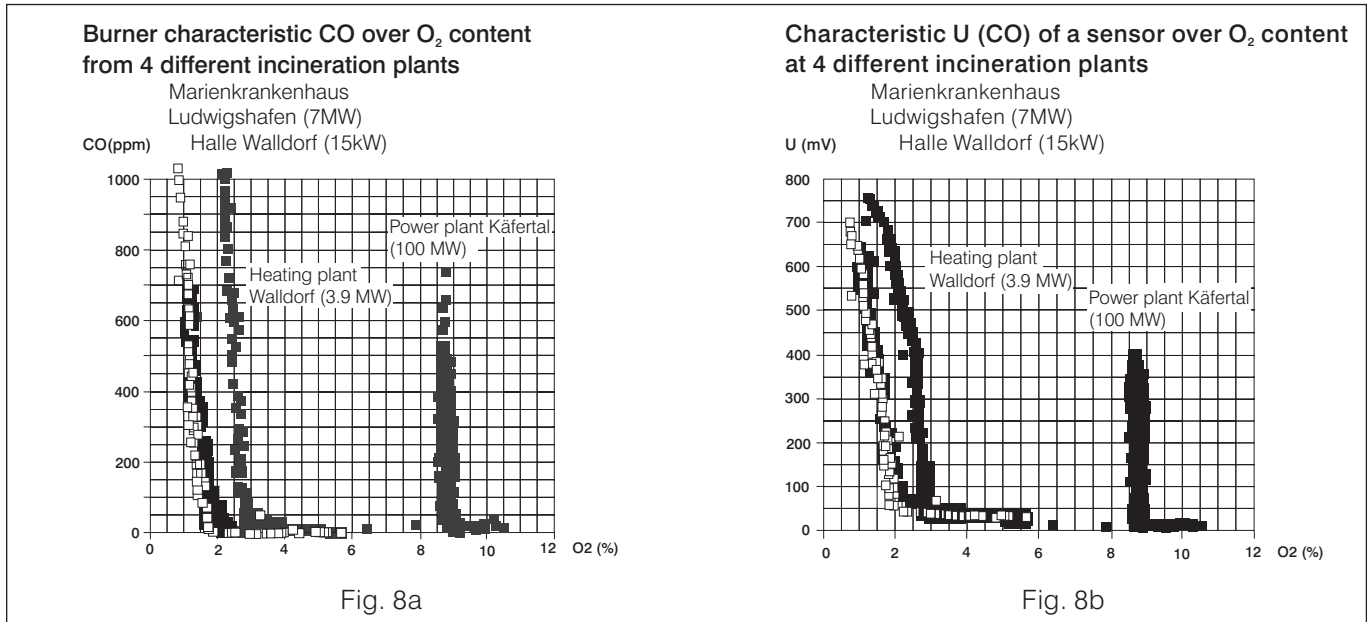 Burner characteristic CO over O₂ content
from 4 different incineration plants
Marienkrankenhaus
Ludwigshafen (7MW)
CO(ppm) Halle Walldorf (15kW)
1000
800
600
400
200
0
Power plant Käfertal
(100 MW)
Heating plant
Walldorf (3.9 MW)
0 2 4 6 8 10 12 O2 (%)
Fig. 8a
Characteristic U (CO) of a sensor over O₂ content
at 4 different incineration plants
Marienkrankenhaus
Ludwigshafen (7MW)
U (mV) Halle Walldorf (15kW)
800
700
600
500
400
300
200
100
0
Heating plant
Walldorf (3.9 MW)
Power plant Käfertal
(100 MW)
0 2 4 6 8 10 12 O2 (%)
Fig. 8b